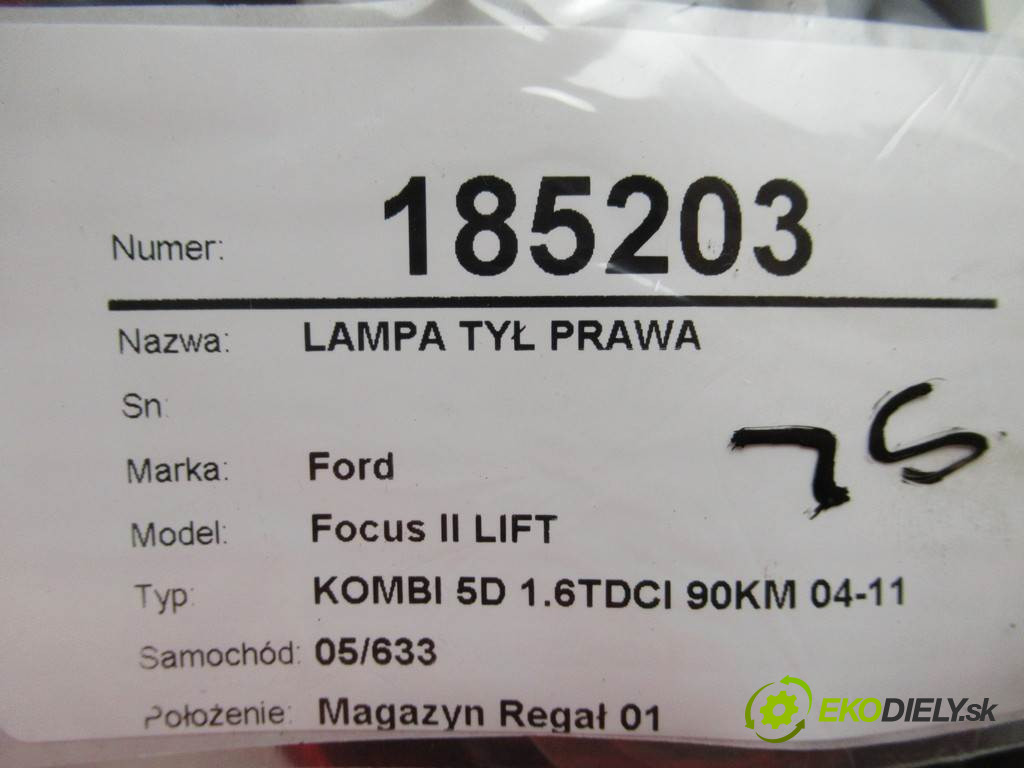 Numer: 185203
Nazwa: LAMPA TYŁ PRAWA
Sn:
75
Marka: Ford
Model: Focus II LIFT
Typ: KOMBI 5D 1.6TDCI 90KM 04-11
Samochód: 05/633
Położenie: Magazyn Regał 01
EKODIELY.sk